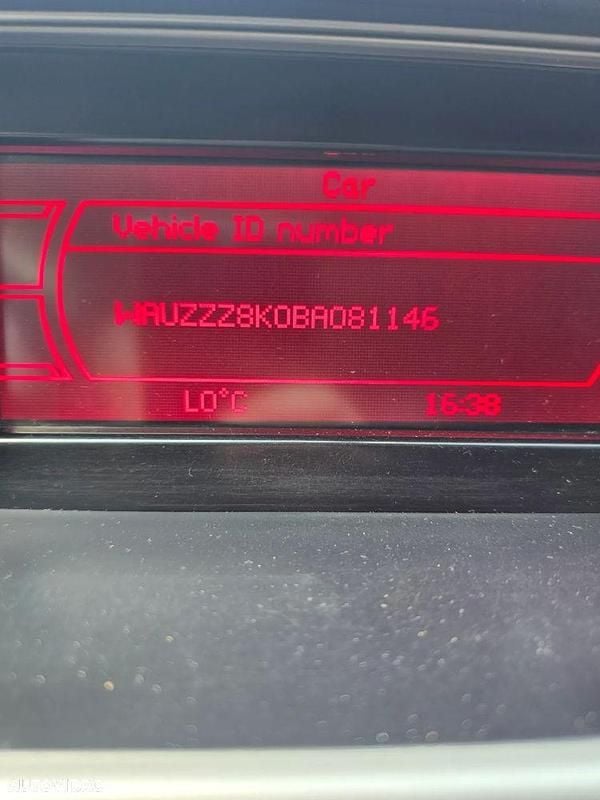 Car
Vehicle ID number
WAUZZZ8K0BA081146
LO°C 16:38